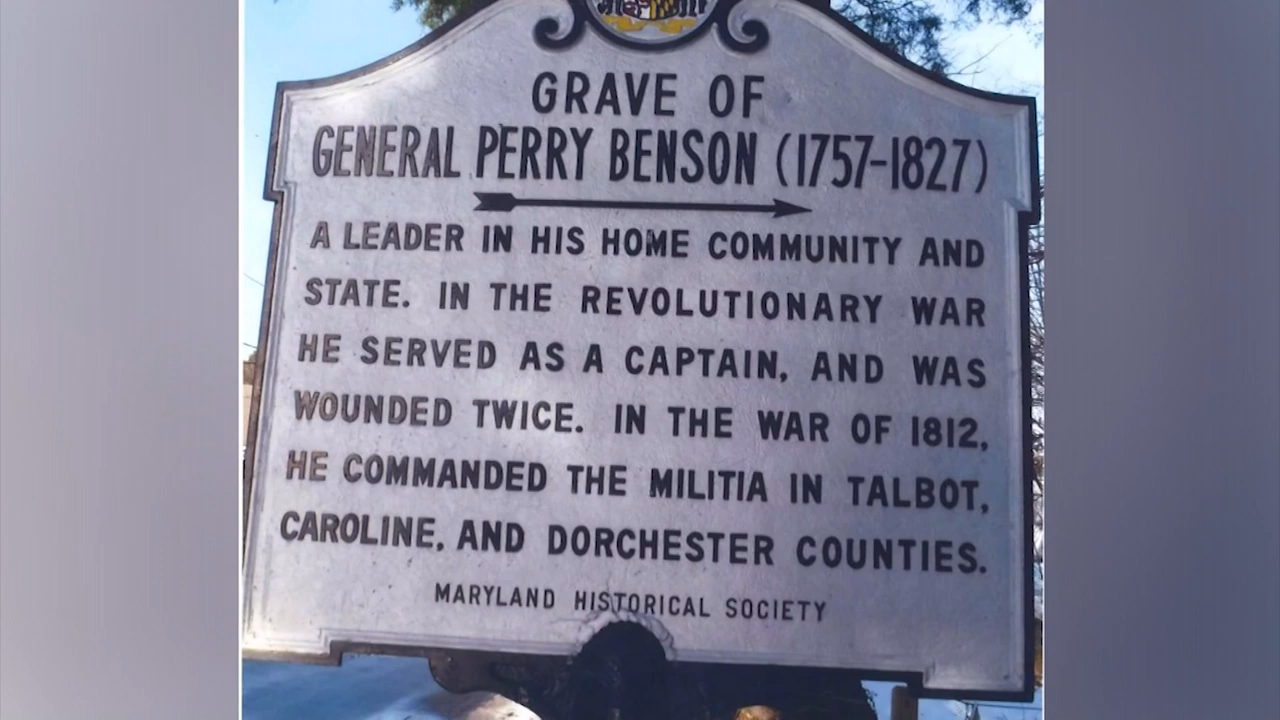 GRAVE OF
GENERAL PERRY BENSON (1757-1827)
A LEADER IN HIS HOME COMMUNITY AND
STATE. IN THE REVOLUTIONARY WAR
HE SERVED AS A CAPTAIN, AND WAS
WOUNDED TWICE. IN THE WAR OF 1812,
HE COMMANDED THE MILITIA IN TALBOT,
CAROLINE, AND DORCHESTER COUNTIES.
MARYLAND HISTORICAL SOCIETY